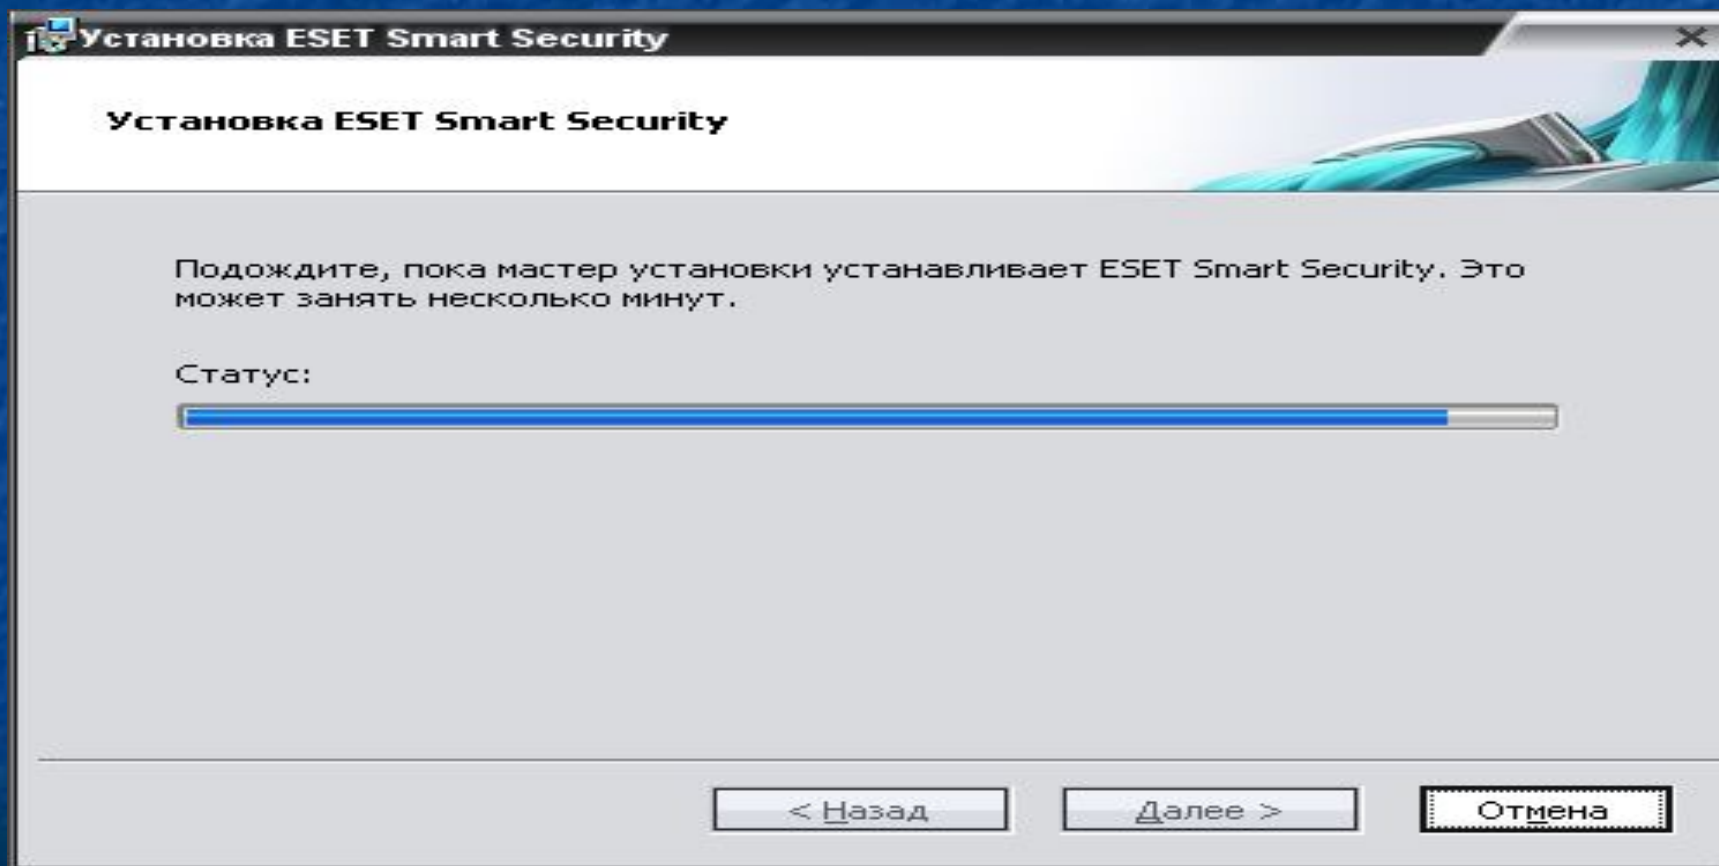 Установка ESET Smart Security
Установка ESET Smart Security
Подождите, пока мастер установки устанавливает ESET Smart Security. Это
может занять несколько минут.
Статус:
< Назад
Далее >
Отмена